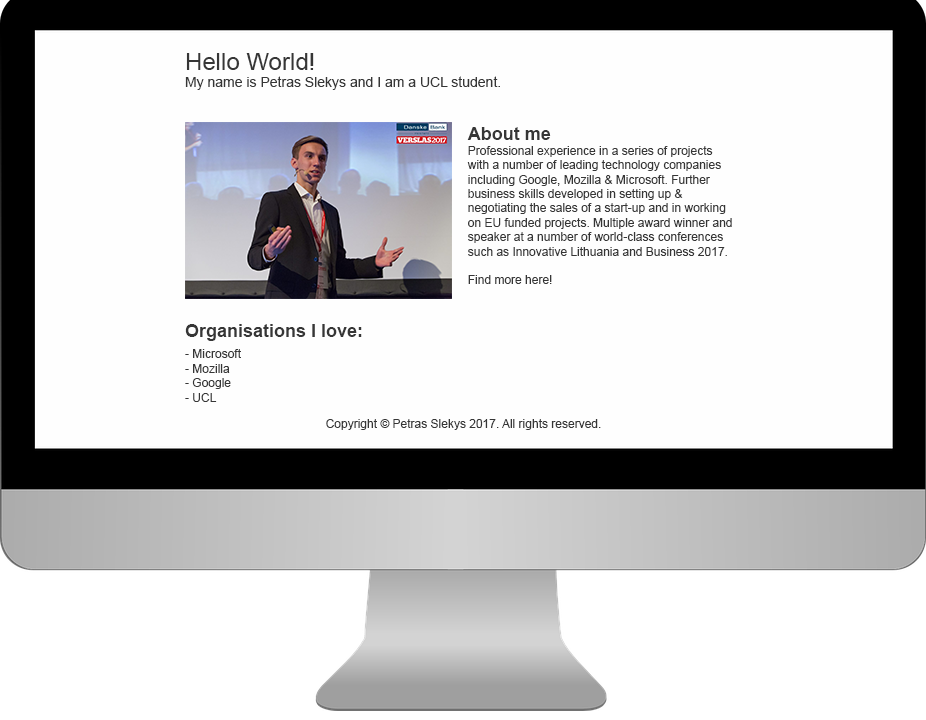 Hello World!
My name is Petras Slekys and I am a UCL student.
Danske Bank
VERSLAS2017
About me
Professional experience in a series of projects
with a number of leading technology companies
including Google, Mozilla & Microsoft. Further
business skills developed in setting up &
negotiating the sales of a start-up and in working
on EU funded projects. Multiple award winner and
speaker at a number of world-class conferences
such as Innovative Lithuania and Business 2017.
Find more here!
Organisations I love:
- Microsoft
- Mozilla
- Google
- UCL
Copyright © Petras Slekys 2017. All rights reserved.